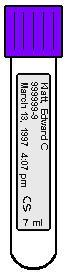 Klatt, Edward C
999999-9
March 13, 1997 4:07 pm
CS
7 ml